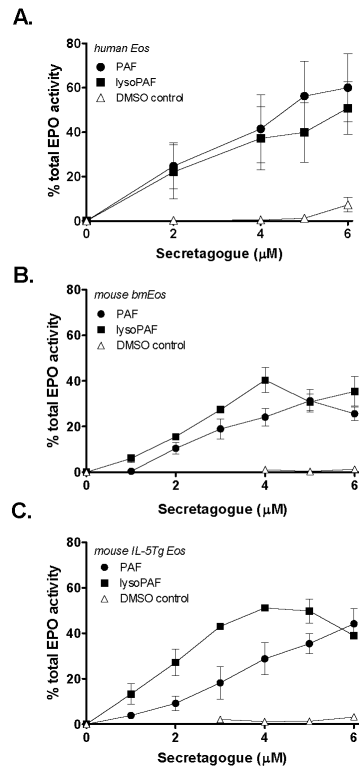 A.
80
60
40
20
0
% total EPO activity
human Eos
PAF
lysoPAF
DMSO control
0 2 4 6
Secretagogue (μM)
B.
80
60
40
20
0
% total EPO activity
mouse bmEos
PAF
lysoPAF
DMSO control
0 2 4 6
Secretagogue (μM)
C.
80
60
40
20
0
% total EPO activity
mouse IL-5Tg Eos
PAF
lysoPAF
DMSO control
0 2 4 6
Secretagogue (μM)